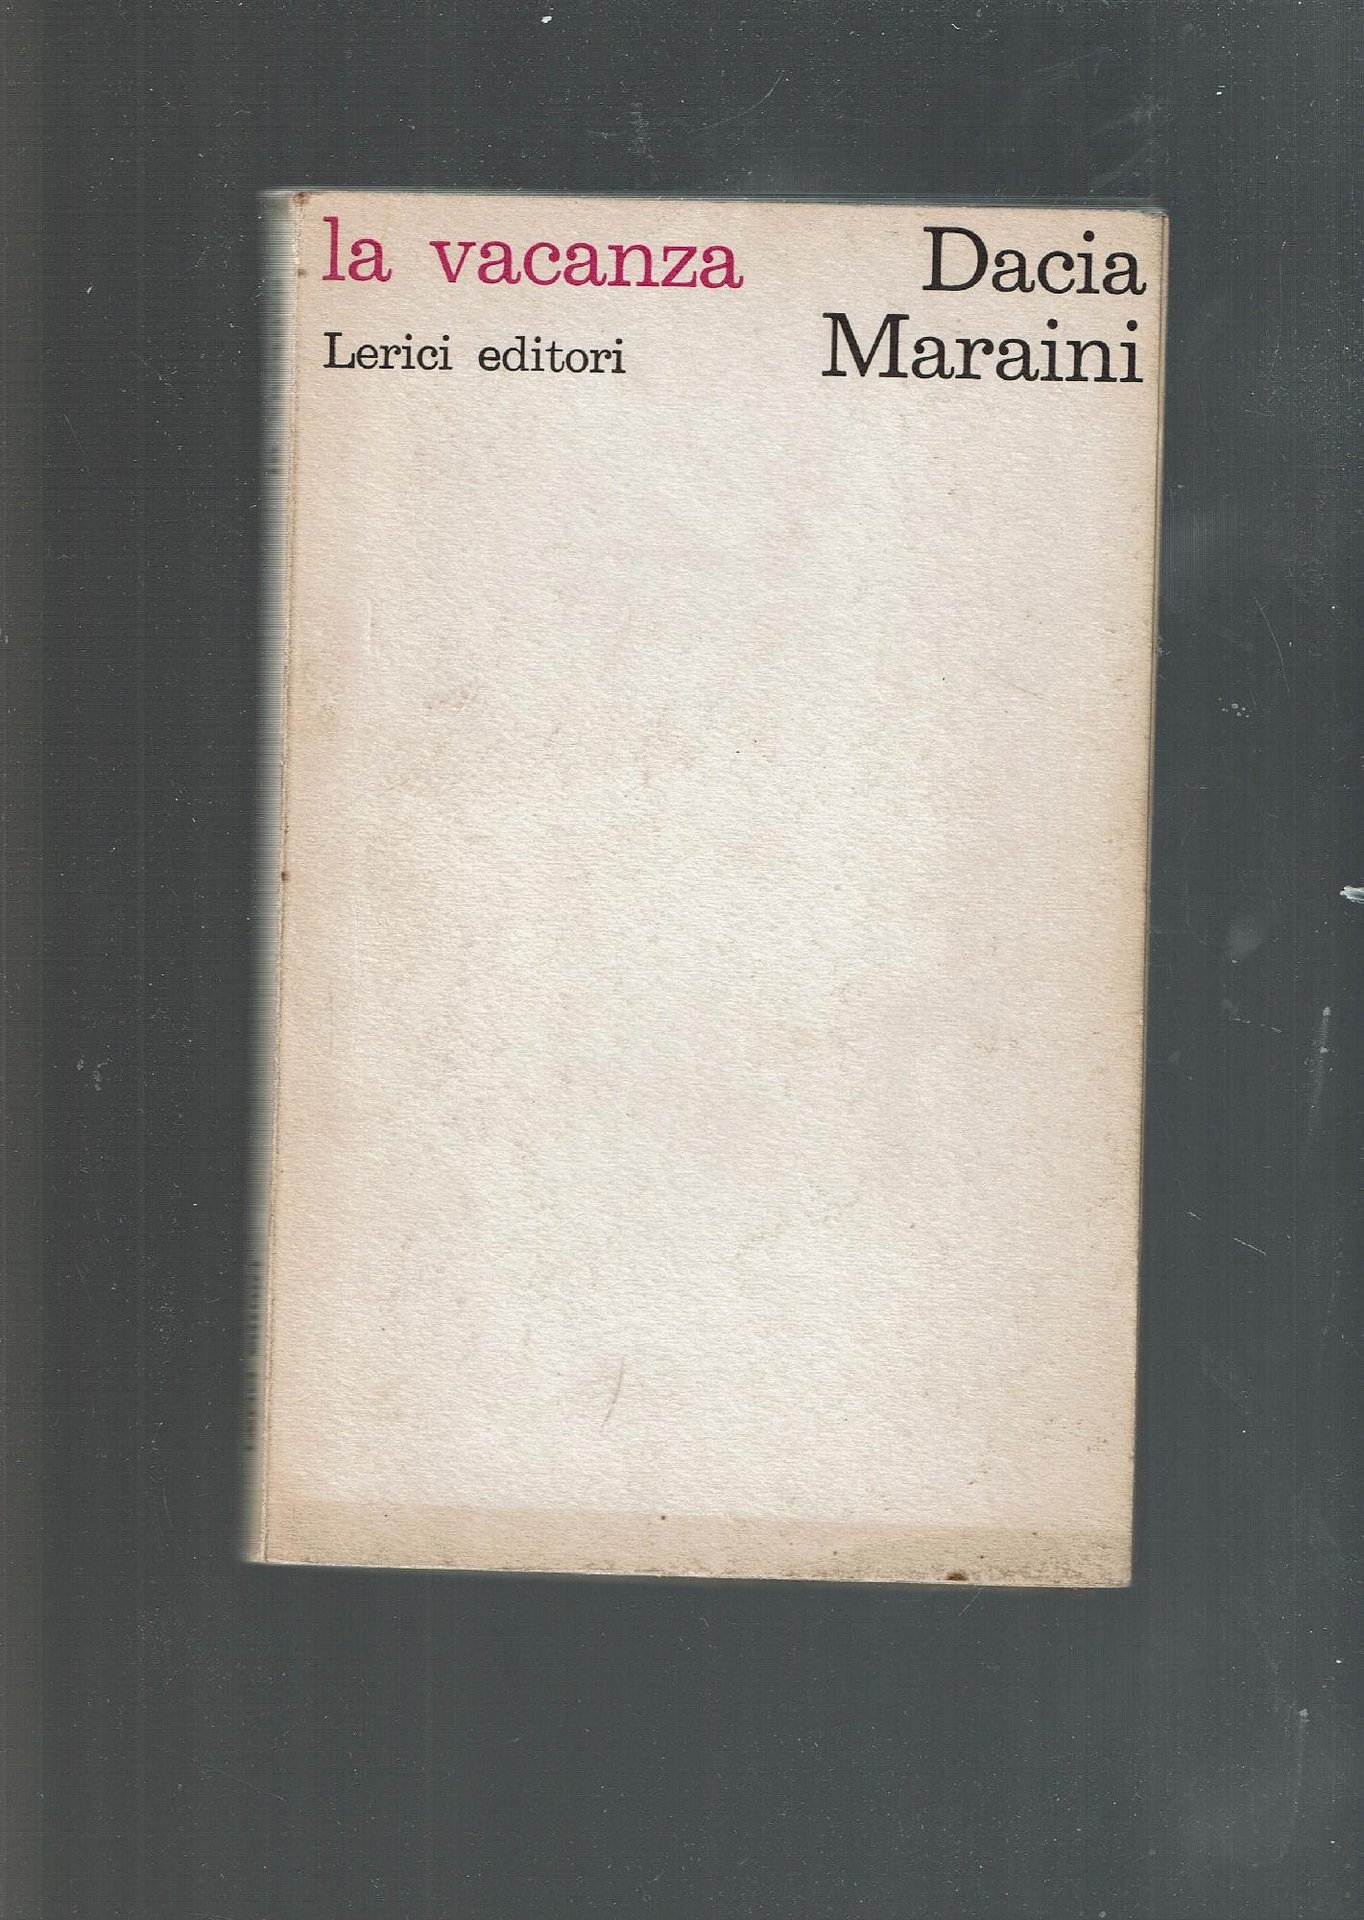 la vacanza
Lerici editori
Dacia
Maraini